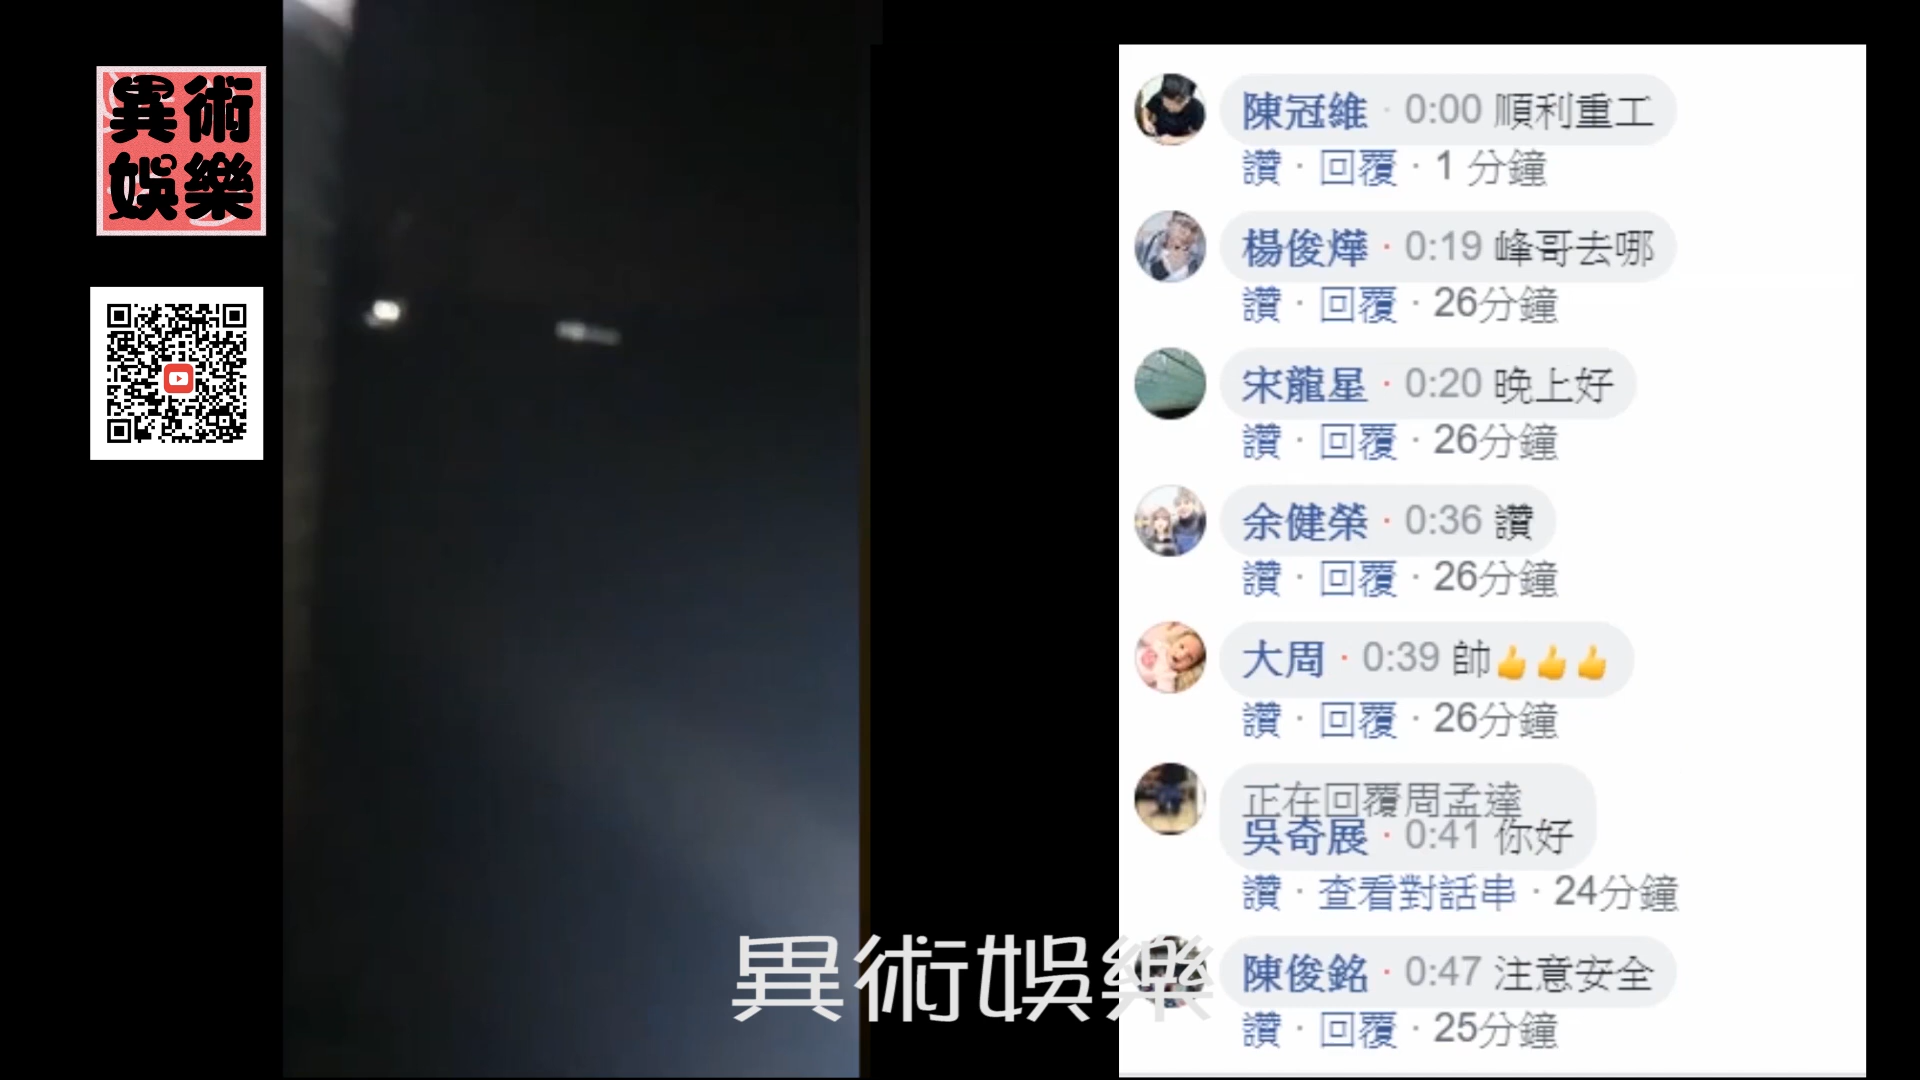 異術
娛樂
陳冠維 · 0:00 順利重工
讚 · 回覆 · 1 分鐘
楊俊燁 · 0:19 峰哥去哪
讚 · 回覆 · 26分鐘
宋龍星 · 0:20 晚上好
讚 · 回覆 · 26分鐘
余健榮 · 0:36 讚
讚 · 回覆 · 26分鐘
大周 · 0:39 帥👍👍👍
讚 · 回覆 · 26分鐘
正在回覆周孟達
吳奇展 · 0:41 你好
讚 · 查看對話串 · 24分鐘
陳俊銘 · 0:47 注意安全
讚 · 回覆 · 25分鐘
異術娛樂